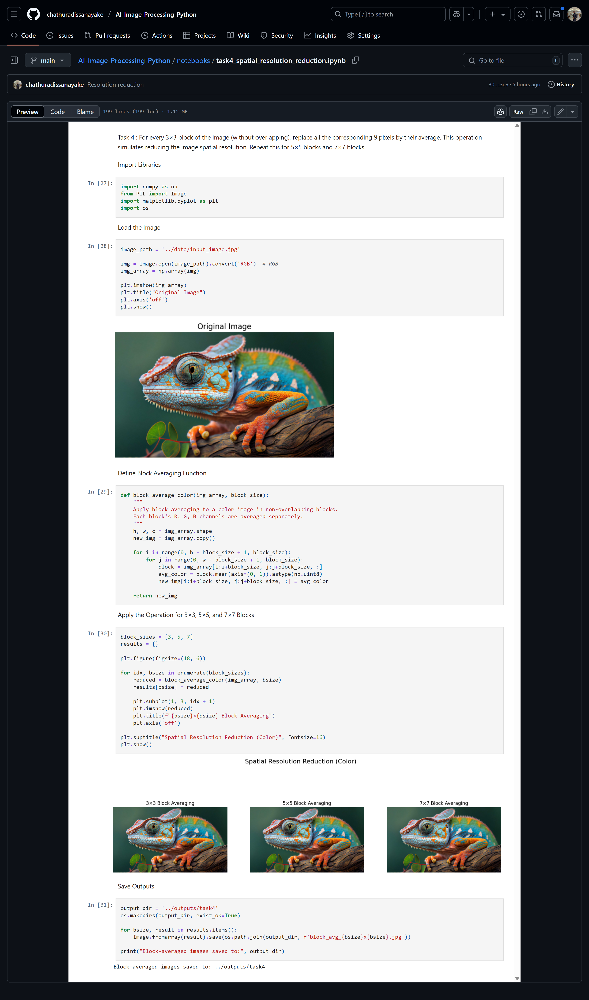 chathuradissanayake / AI-Image-Processing-Python
Type / to search
Code
Issues
Pull requests
Actions
Projects
Wiki
Security
Insights
Settings
main
AI-Image-Processing-Python / notebooks / task4_spatial_resolution_reduction.ipynb
Go to file
t
chathuradissanayake Resolution reduction
30bc3e9 · 5 hours ago
History
Preview
Code
Blame
199 lines (199 loc) · 1.12 MB
Raw
Task 4 : For every 3×3 block of the image (without overlapping), replace all the corresponding 9 pixels by their average. This operation
simulates reducing the image spatial resolution. Repeat this for 5×5 blocks and 7×7 blocks.
Import Libraries
In [27]:
import numpy as np
from PIL import Image
import matplotlib.pyplot as plt
import os
Load the Image
In [28]:
image_path = '../data/input_image.jpg'
img = Image.open(image_path).convert('RGB')  # RGB
img_array = np.array(img)
plt.imshow(img_array)
plt.title("Original Image")
plt.axis('off')
plt.show()
Original Image
Define Block Averaging Function
In [29]:
def block_average_color(img_array, block_size):
    """
    Apply block averaging to a color image in non-overlapping blocks.
    Each block's R, G, B channels are averaged separately.
    """
    h, w, c = img_array.shape
    new_img = img_array.copy()
    for i in range(0, h - block_size + 1, block_size):
        for j in range(0, w - block_size + 1, block_size):
            block = img_array[i:i+block_size, j:j+block_size, :]
            avg_color = block.mean(axis=(0, 1)).astype(np.uint8)
            new_img[i:i+block_size, j:j+block_size, :] = avg_color
    return new_img
Apply the Operation for 3×3, 5×5, and 7×7 Blocks
In [30]:
block_sizes = [3, 5, 7]
results = {}
plt.figure(figsize=(18, 6))
for idx, bsize in enumerate(block_sizes):
    reduced = block_average_color(img_array, bsize)
    results[bsize] = reduced
    plt.subplot(1, 3, idx + 1)
    plt.imshow(reduced)
    plt.title(f"{bsize}×{bsize} Block Averaging")
    plt.axis('off')
plt.suptitle("Spatial Resolution Reduction (Color)", fontsize=16)
plt.show()
Spatial Resolution Reduction (Color)
3×3 Block Averaging
5×5 Block Averaging
7×7 Block Averaging
Save Outputs
In [31]:
output_dir = '../outputs/task4'
os.makedirs(output_dir, exist_ok=True)
for bsize, result in results.items():
    Image.fromarray(result).save(os.path.join(output_dir, f'block_avg_{bsize}x{bsize}.jpg'))
print("Block-averaged images saved to:", output_dir)
Block-averaged images saved to: ../outputs/task4